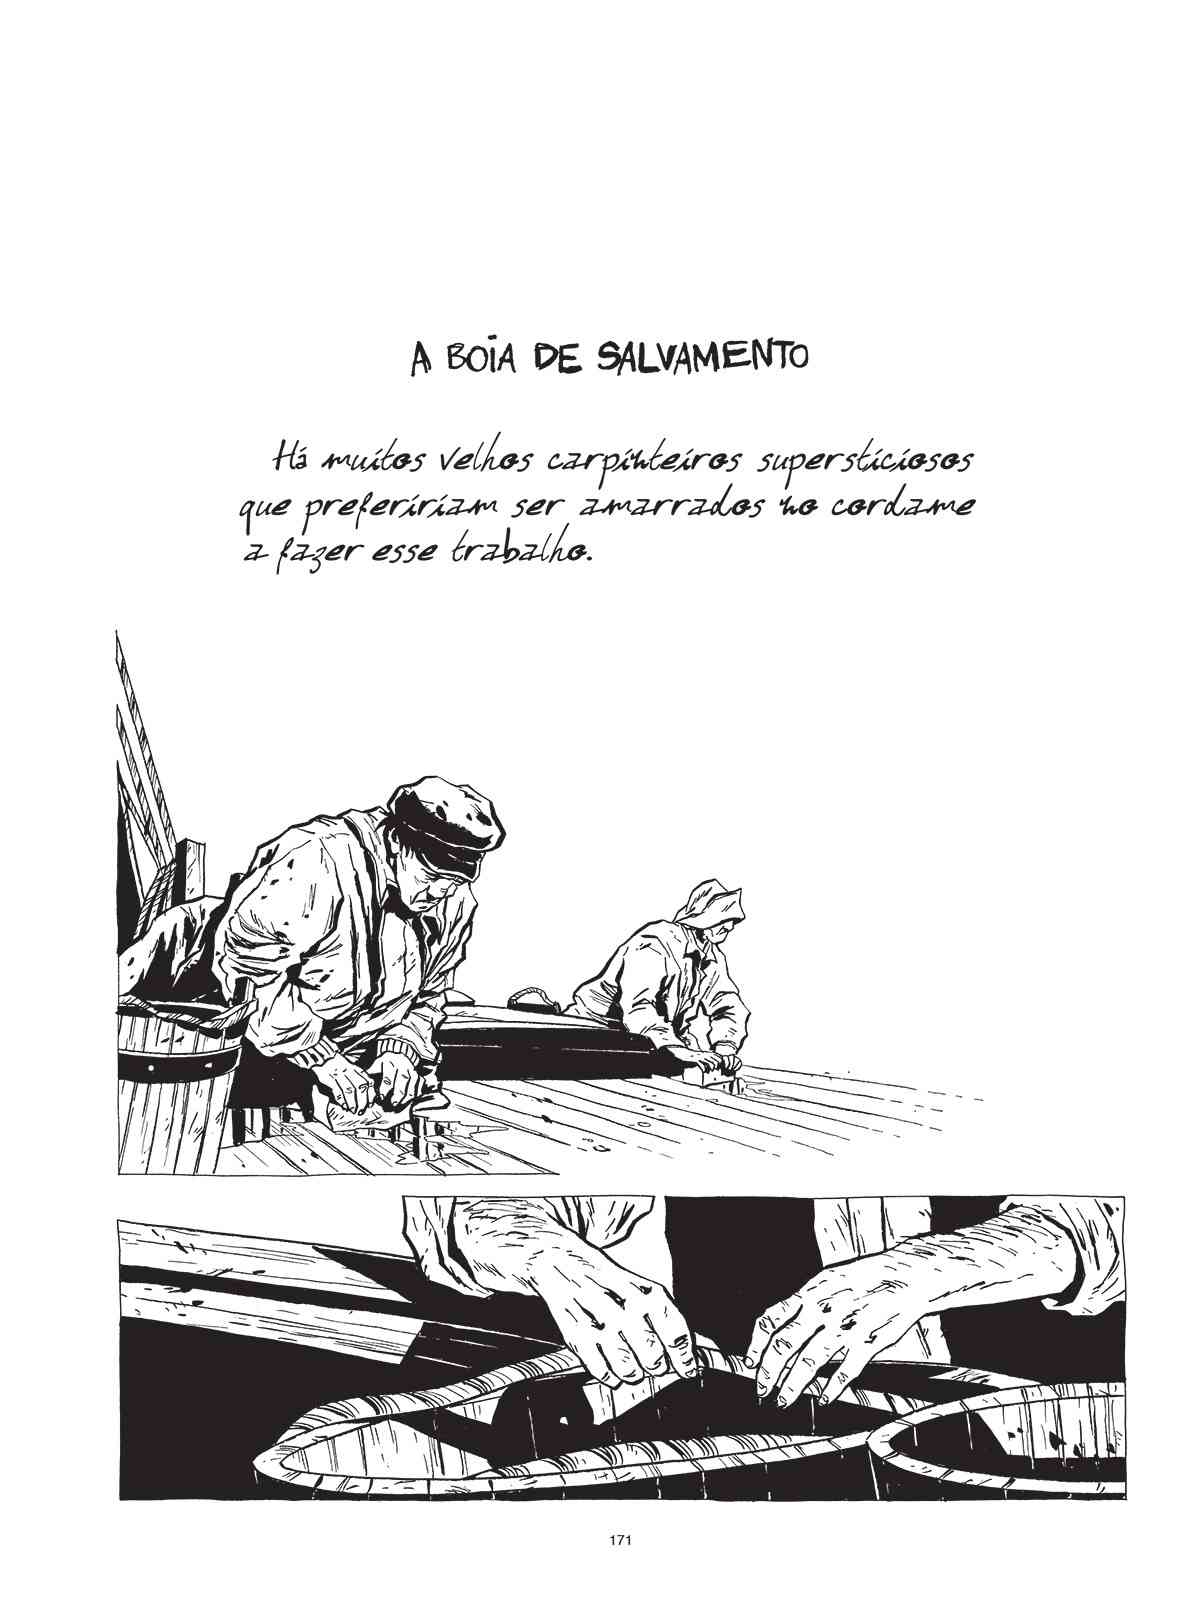 A BOIA DE SALVAMENTO
Há muitos velhos carpinteiros supersticiosos
que prefeririam ser amarrados no cordame
a fazer esse trabalho.
171